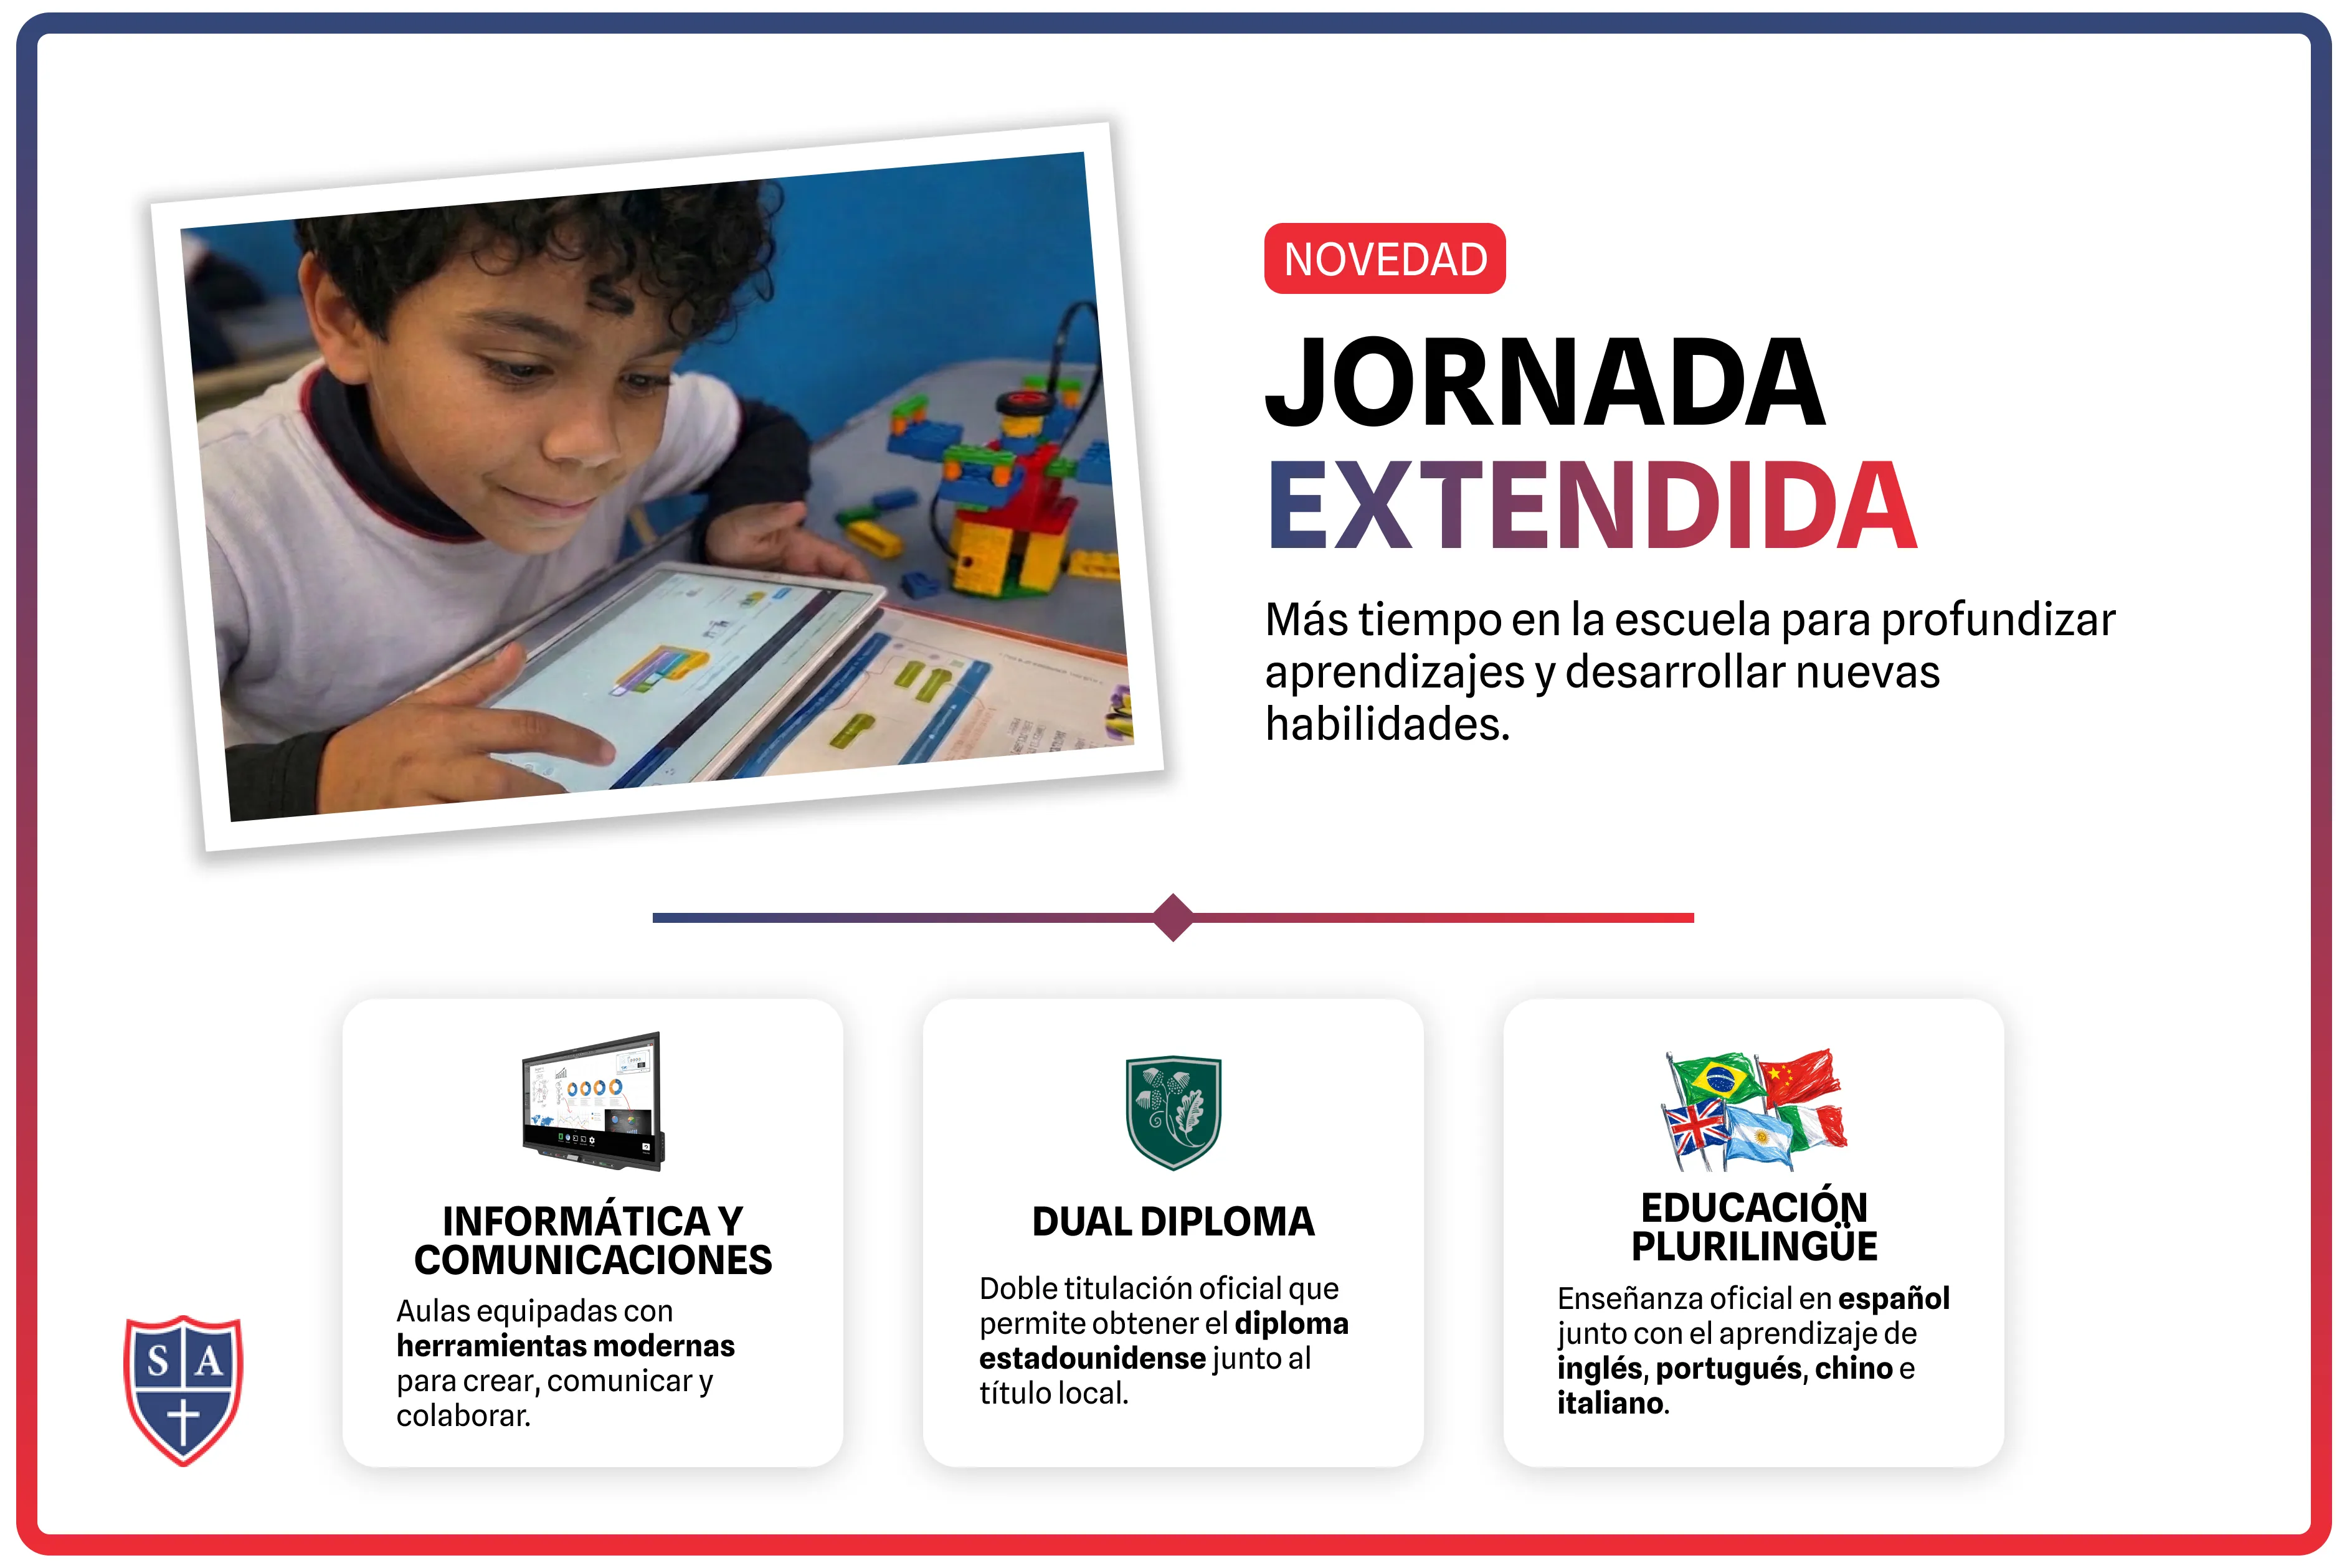 NOVEDAD
JORNADA
EXTENDIDA
Más tiempo en la escuela para profundizar
aprendizajes y desarrollar nuevas
habilidades.
INFORMÁTICA Y
COMUNICACIONES
Aulas equipadas con
herramientas modernas
para crear, comunicar y
colaborar.
DUAL DIPLOMA
Doble titulación oficial que
permite obtener el diploma
estadounidense junto al
título local.
EDUCACIÓN
PLURILINGÜE
Enseñanza oficial en español
junto con el aprendizaje de
inglés, portugués, chino e
italiano.
S A